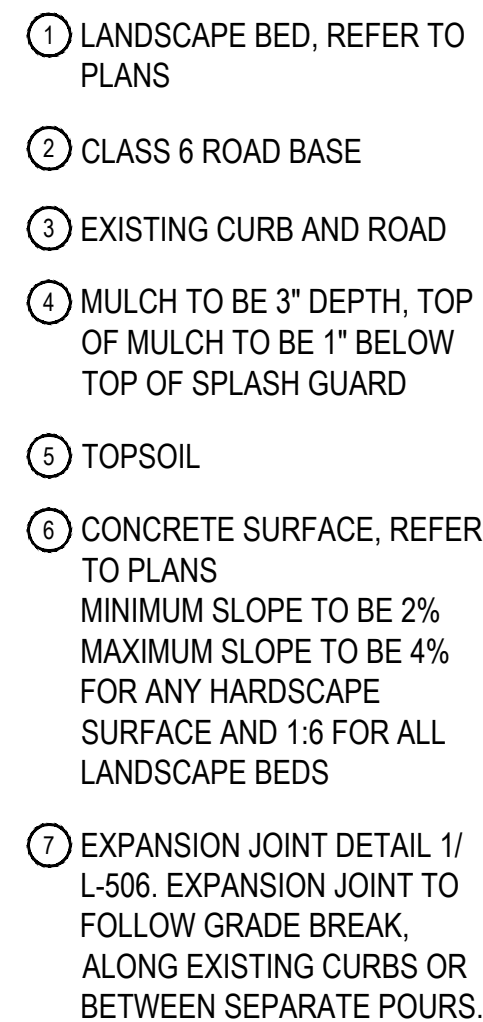 1 LANDSCAPE BED, REFER TO
PLANS
2 CLASS 6 ROAD BASE
3 EXISTING CURB AND ROAD
4 MULCH TO BE 3" DEPTH, TOP
OF MULCH TO BE 1" BELOW
TOP OF SPLASH GUARD
5 TOPSOIL
6 CONCRETE SURFACE, REFER
TO PLANS
MINIMUM SLOPE TO BE 2%
MAXIMUM SLOPE TO BE 4%
FOR ANY HARDSCAPE
SURFACE AND 1:6 FOR ALL
LANDSCAPE BEDS
7 EXPANSION JOINT DETAIL 1/
L-506. EXPANSION JOINT TO
FOLLOW GRADE BREAK,
ALONG EXISTING CURBS OR
BETWEEN SEPARATE POURS.